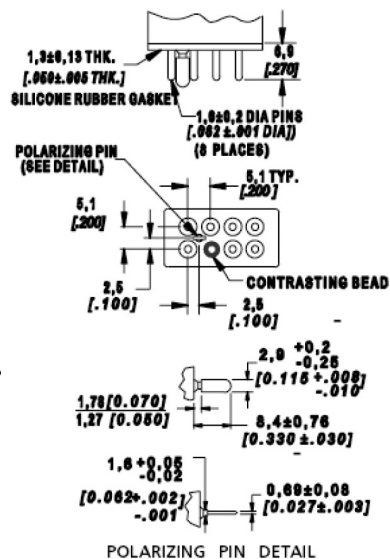 1,3±0,13 THK.
[.050±.005 THK.]
SILICONE RUBBER GASKET
6,9
[.270]
1,6±0,2 DIA PINS
[.062 ±.001 DIA])
(8 PLACES)
POLARIZING PIN
(SEE DETAIL)
5,1 TYP.
[.200]
5,1
[.200]
CONTRASTING BEAD
2,5
[.100]
2,5
[.100]
2,9 +0,2
-0,25
[0.115 +.008]
-.010
1,78 [0.070]
1,27 [0.050]
8,4±0,76
[0.330 ±.030]
1,6 +0,05
-0,02
[0.062+.002]
-.001
0,69±0,08
[0.027±.003]
POLARIZING PIN DETAIL